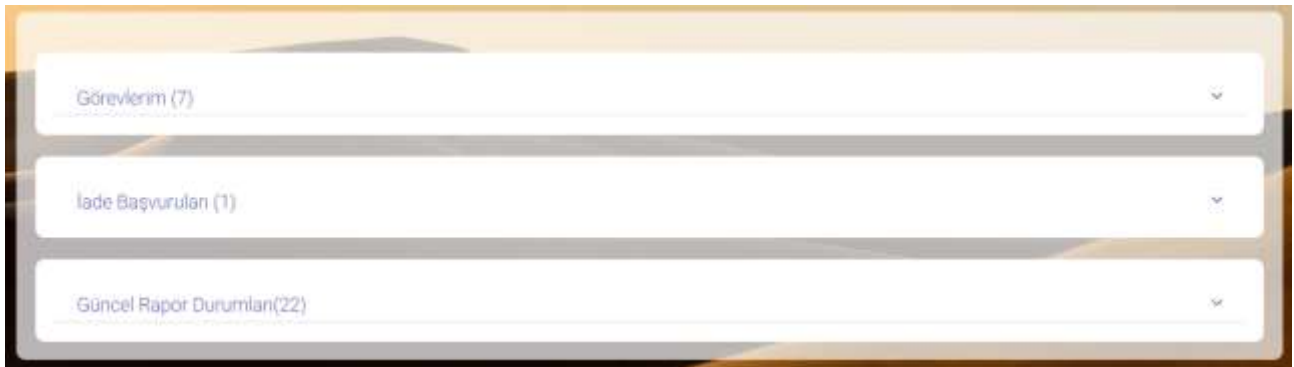 Görevlerim (7)
İade Başvuruları (1)
Güncel Rapor Durumları(22)